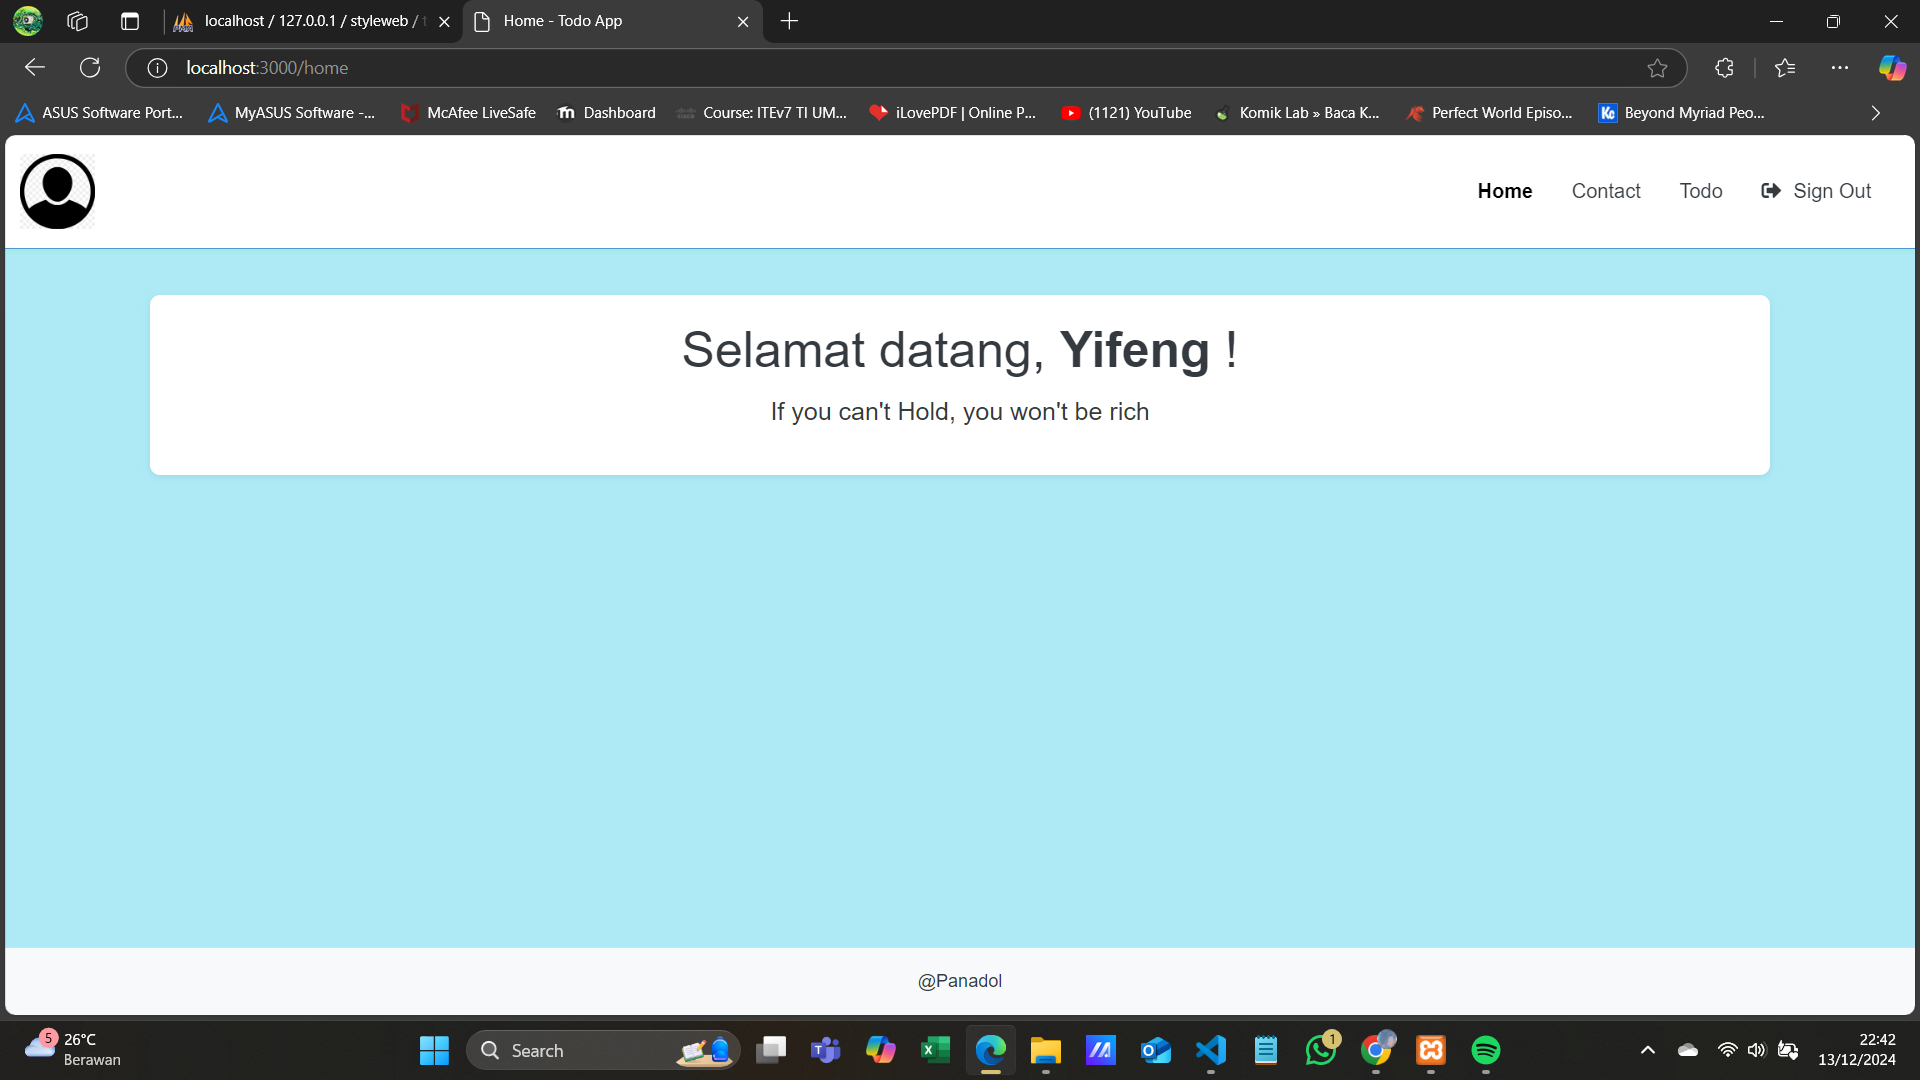 localhost / 127.0.0.1 / styleweb /
Home - Todo App
localhost:3000/home
ASUS Software Port...
MyASUS Software -...
McAfee LiveSafe
Dashboard
Course: ITEv7 TI UM...
iLovePDF | Online P...
(1121) YouTube
Komik Lab » Baca K...
Perfect World Episo...
Kc
Beyond Myriad Peo...
Home
Contact
Todo
Sign Out
Selamat datang, Yifeng !
If you can't Hold, you won't be rich
@Panadol
5
26°C
Berawan
Search
1
22:42
13/12/2024